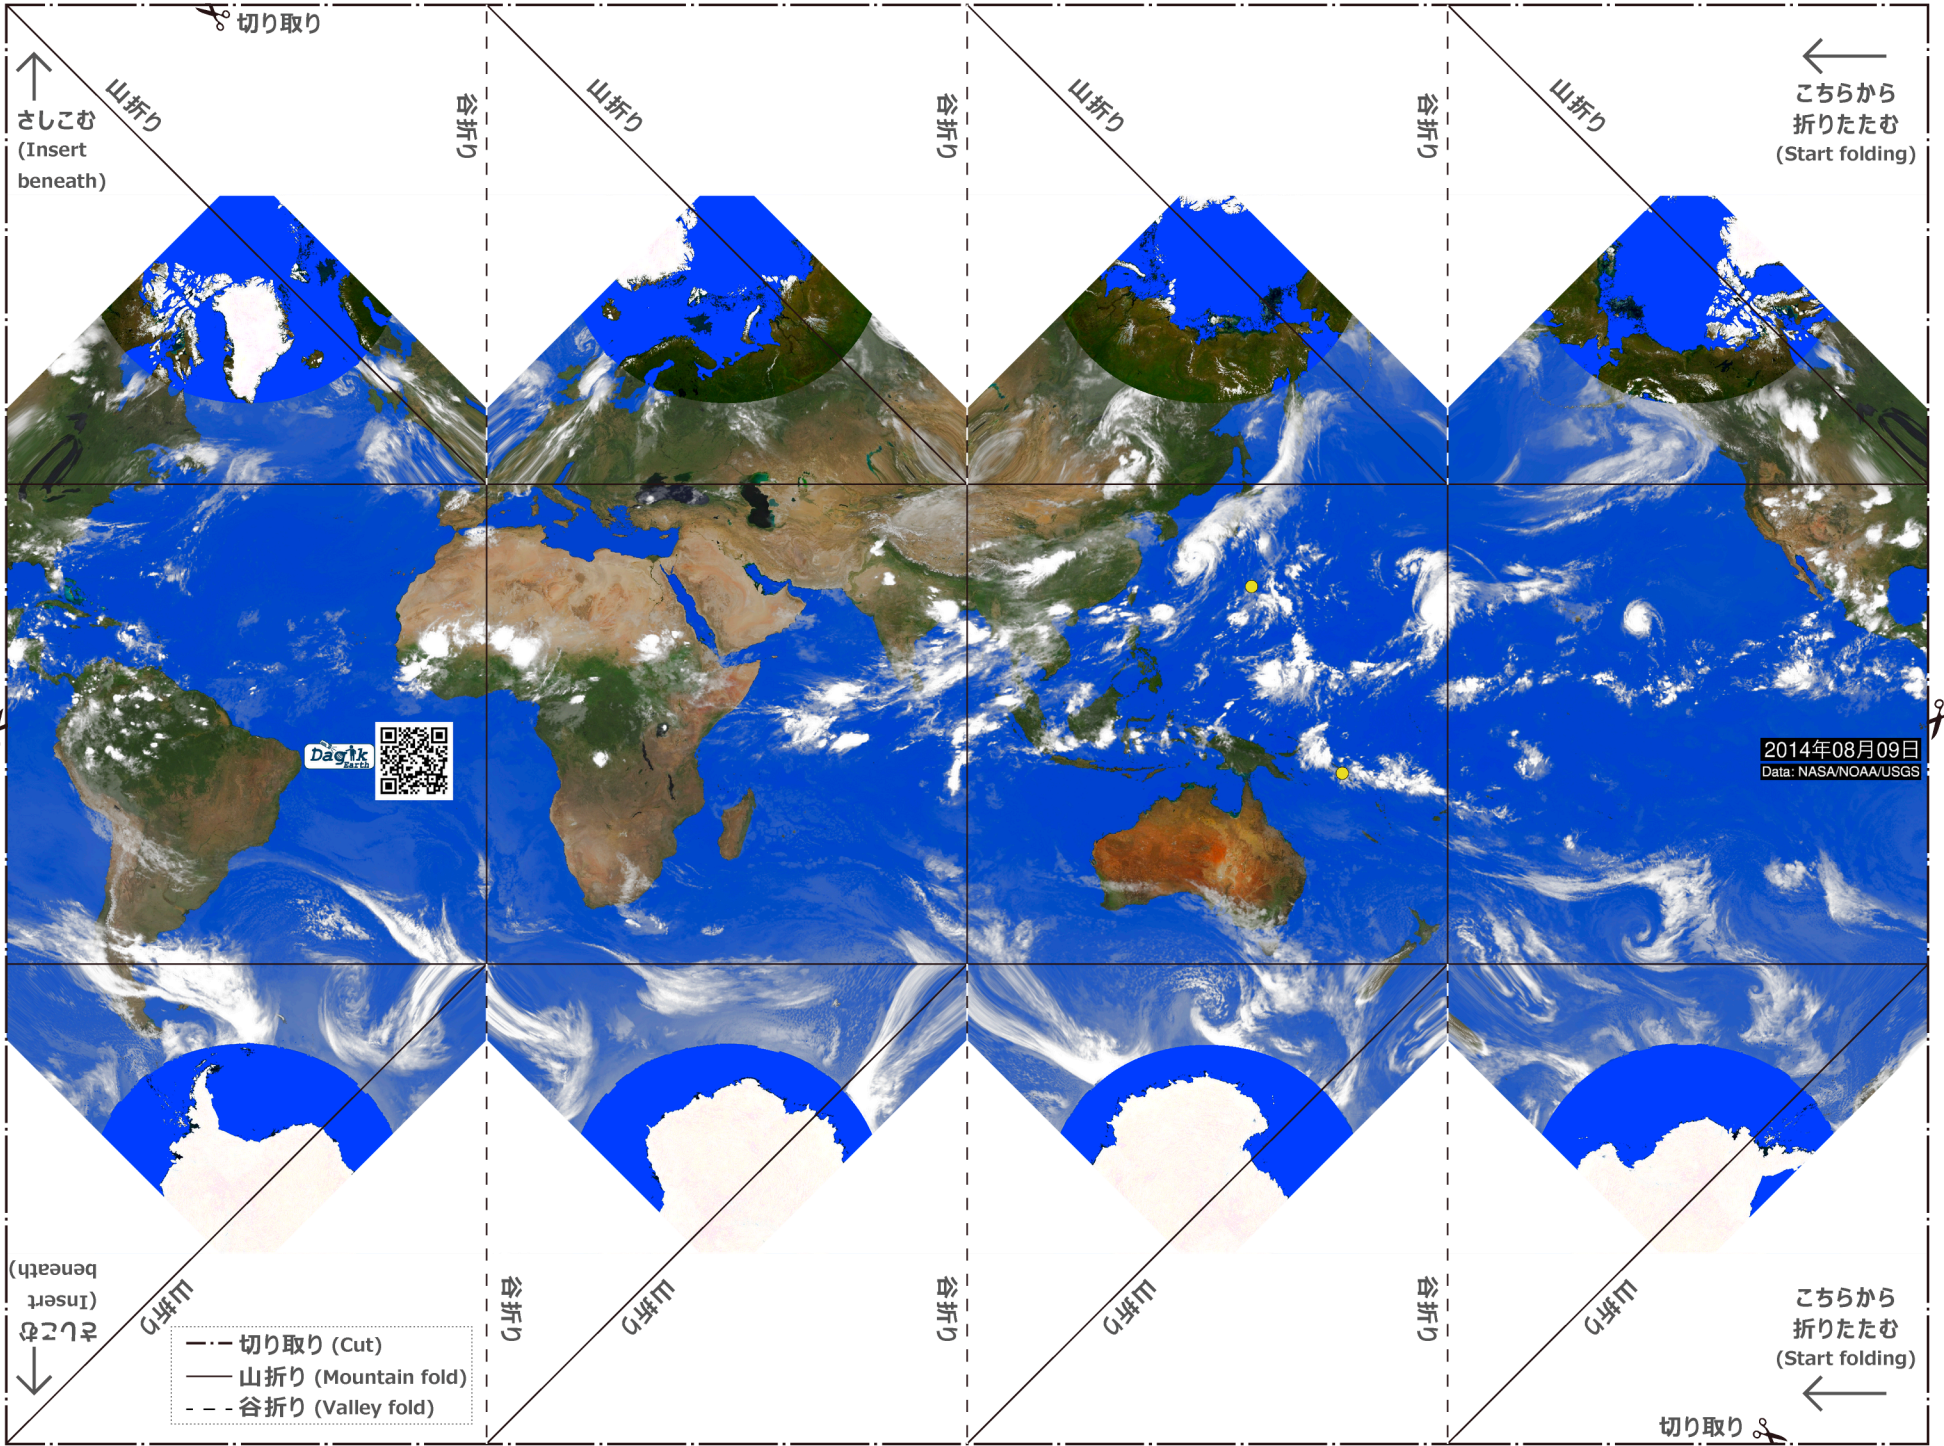 切り取り
山折り
谷折り
山折り
谷折り
山折り
谷折り
山折り
さしこむ
(Insert
beneath)
こちらから
折りたたむ
(Start folding)
Dagik
Earth
2014年08月09日
Data: NASA/NOAA/USGS
さしこむ
(Insert
beneath)
山折り
谷折り
山折り
谷折り
山折り
谷折り
山折り
こちらから
折りたたむ
(Start folding)
切り取り (Cut)
山折り (Mountain fold)
谷折り (Valley fold)
切り取り